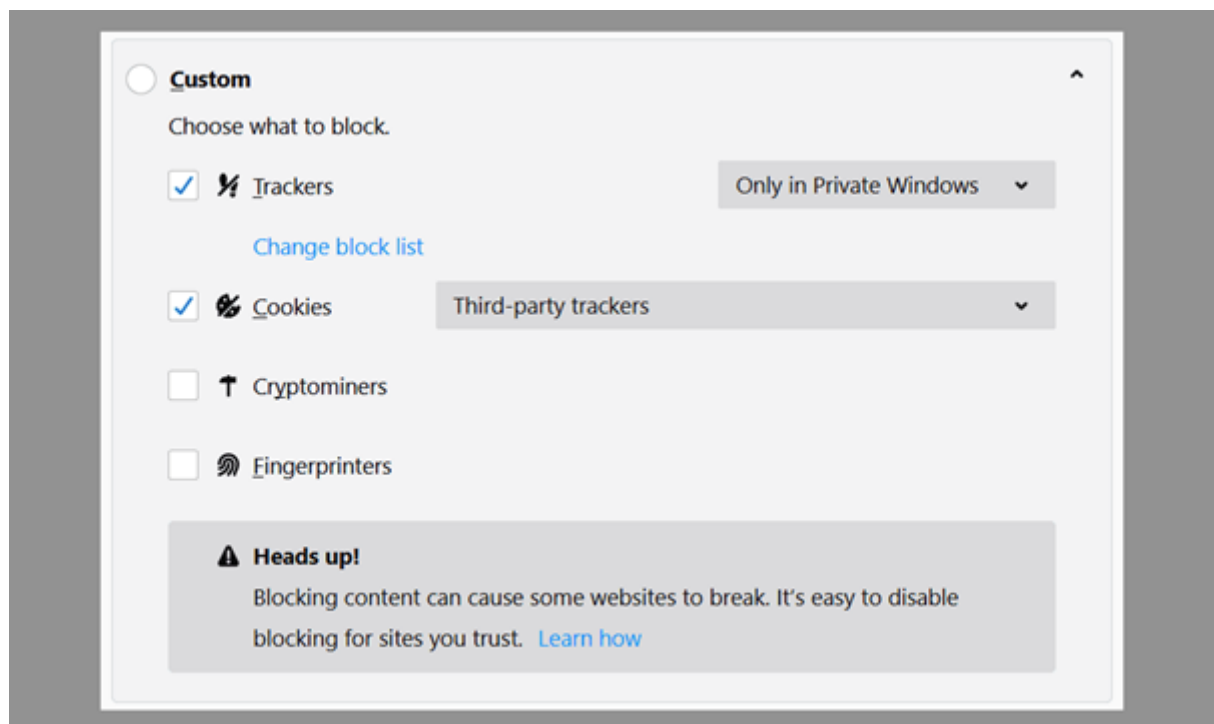 Custom
Choose what to block.
Trackers Only in Private Windows
Change block list
Cookies Third-party trackers
Cryptominers
Fingerprinters
Heads up!
Blocking content can cause some websites to break. It's easy to disable
blocking for sites you trust. Learn how